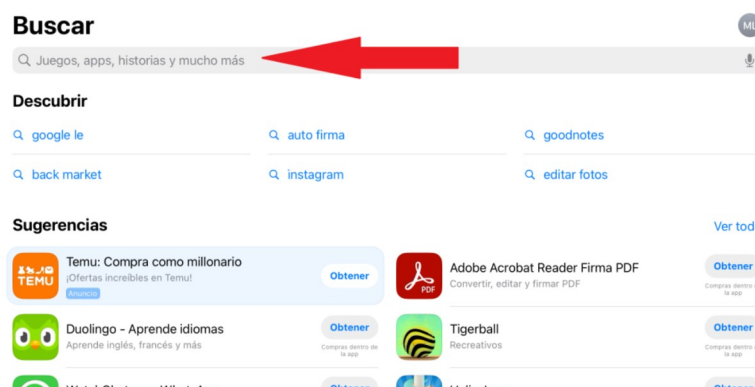 Buscar
ML
Juegos, apps, historias y mucho más
Descubrir
google le
auto firma
goodnotes
back market
instagram
editar fotos
Sugerencias
Ver tod
TEMU
Temu: Compra como millonario
¡Ofertas increíbles en Temu!
Anuncio
Obtener
PDF
Adobe Acrobat Reader Firma PDF
Convertir, editar y firmar PDF
Obtener
Compras dentro
la app
Duolingo - Aprende idiomas
Aprende inglés, francés y más
Obtener
Compras dentro de
la app
Tigerball
Recreativos
Obtener
Compras dentro
la app
Obtener
Obtener